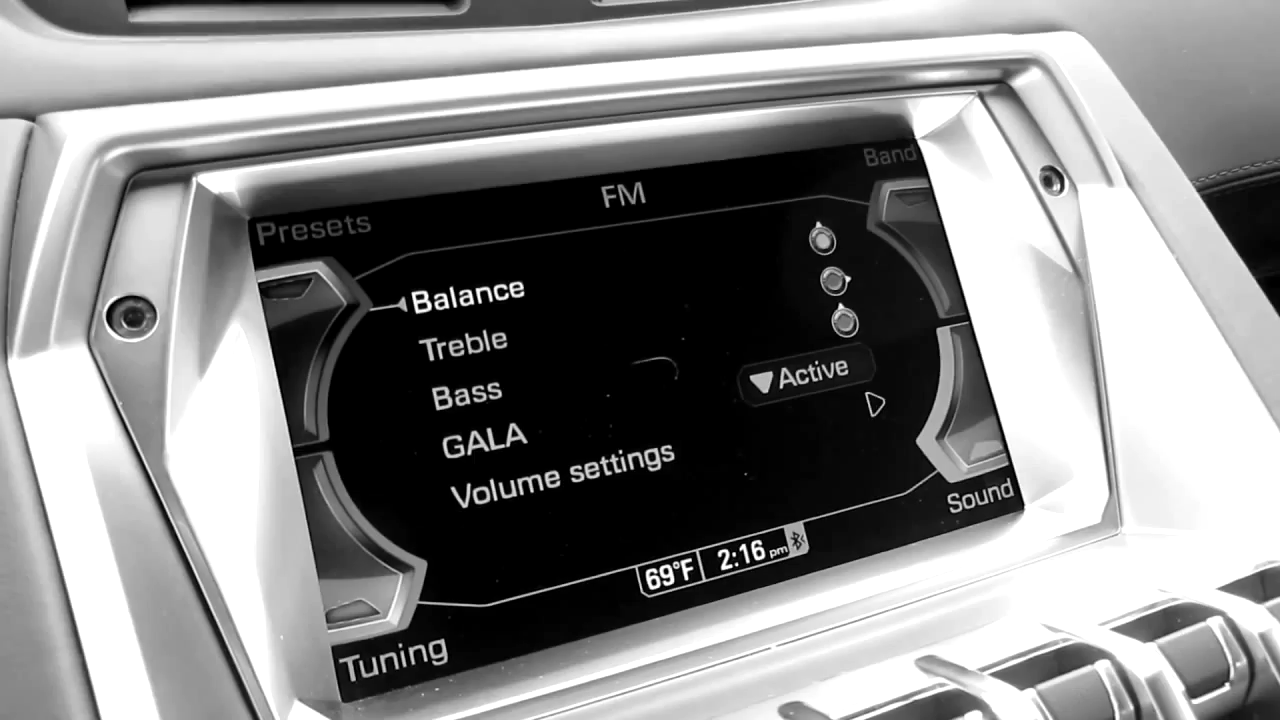 FM
Band
Presets
Balance
Treble
Bass
GALA
Active
Volume settings
Sound
69°F
2:16 pm
Tuning